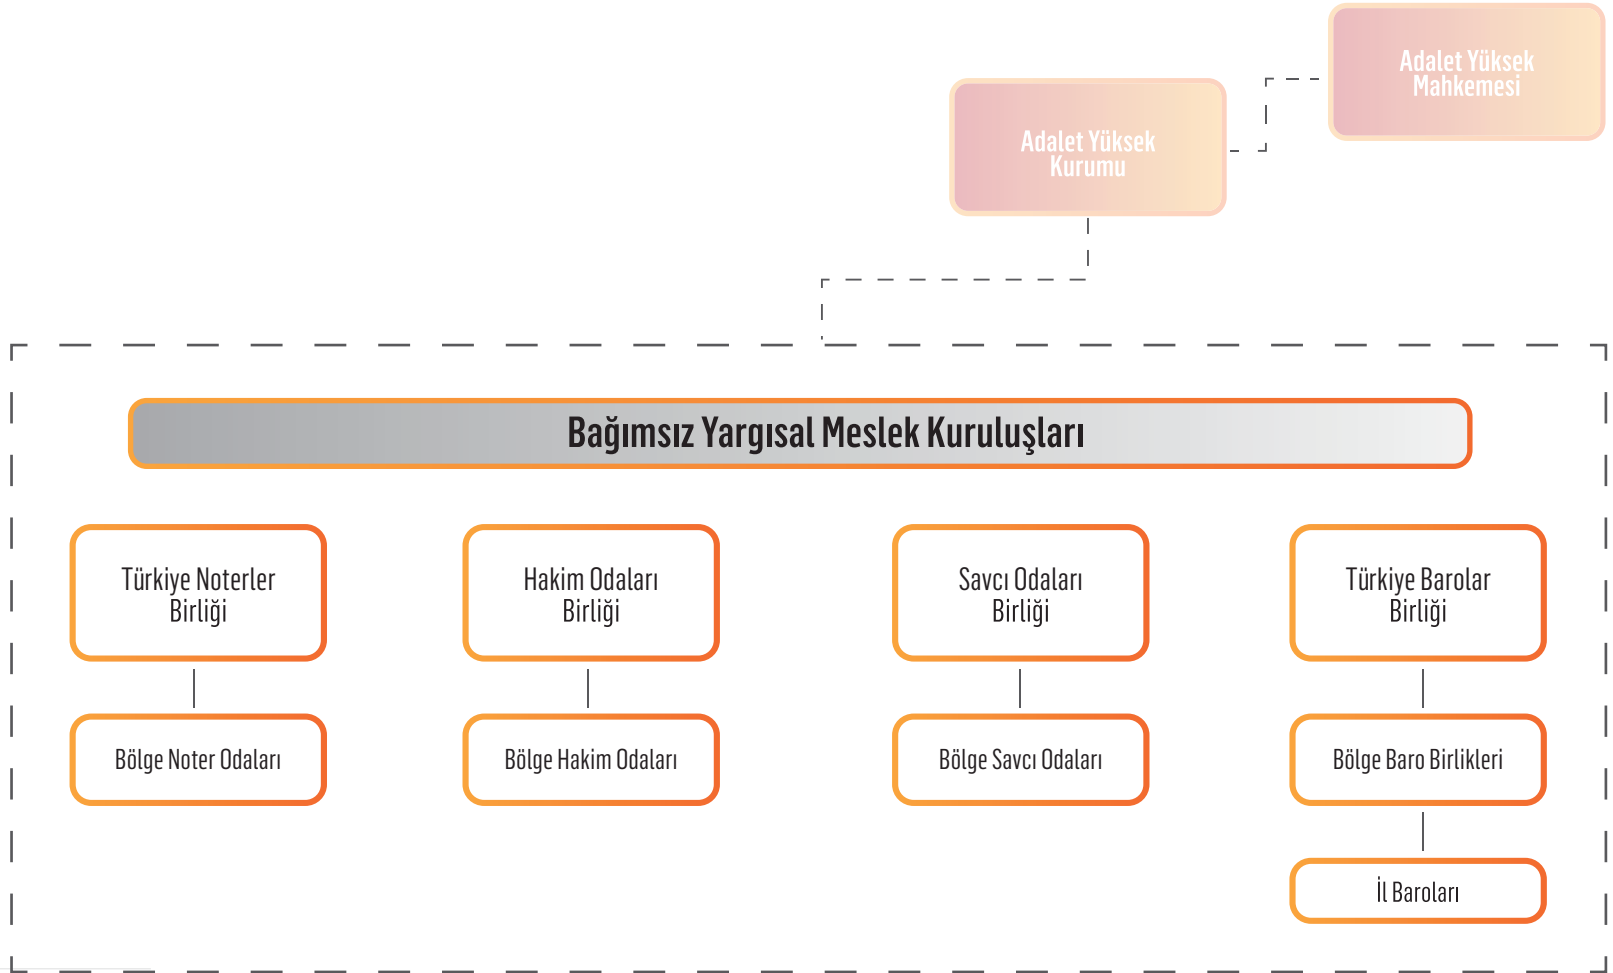 Adalet Yüksek
Mahkemesi
Adalet Yüksek
Kurumu
Bağımsız Yargısal Meslek Kuruluşları
Türkiye Noterler
Birliği
Hakim Odaları
Birliği
Savcı Odaları
Birliği
Türkiye Barolar
Birliği
Bölge Noter Odaları
Bölge Hakim Odaları
Bölge Savcı Odaları
Bölge Baro Birlikleri
İl Baroları